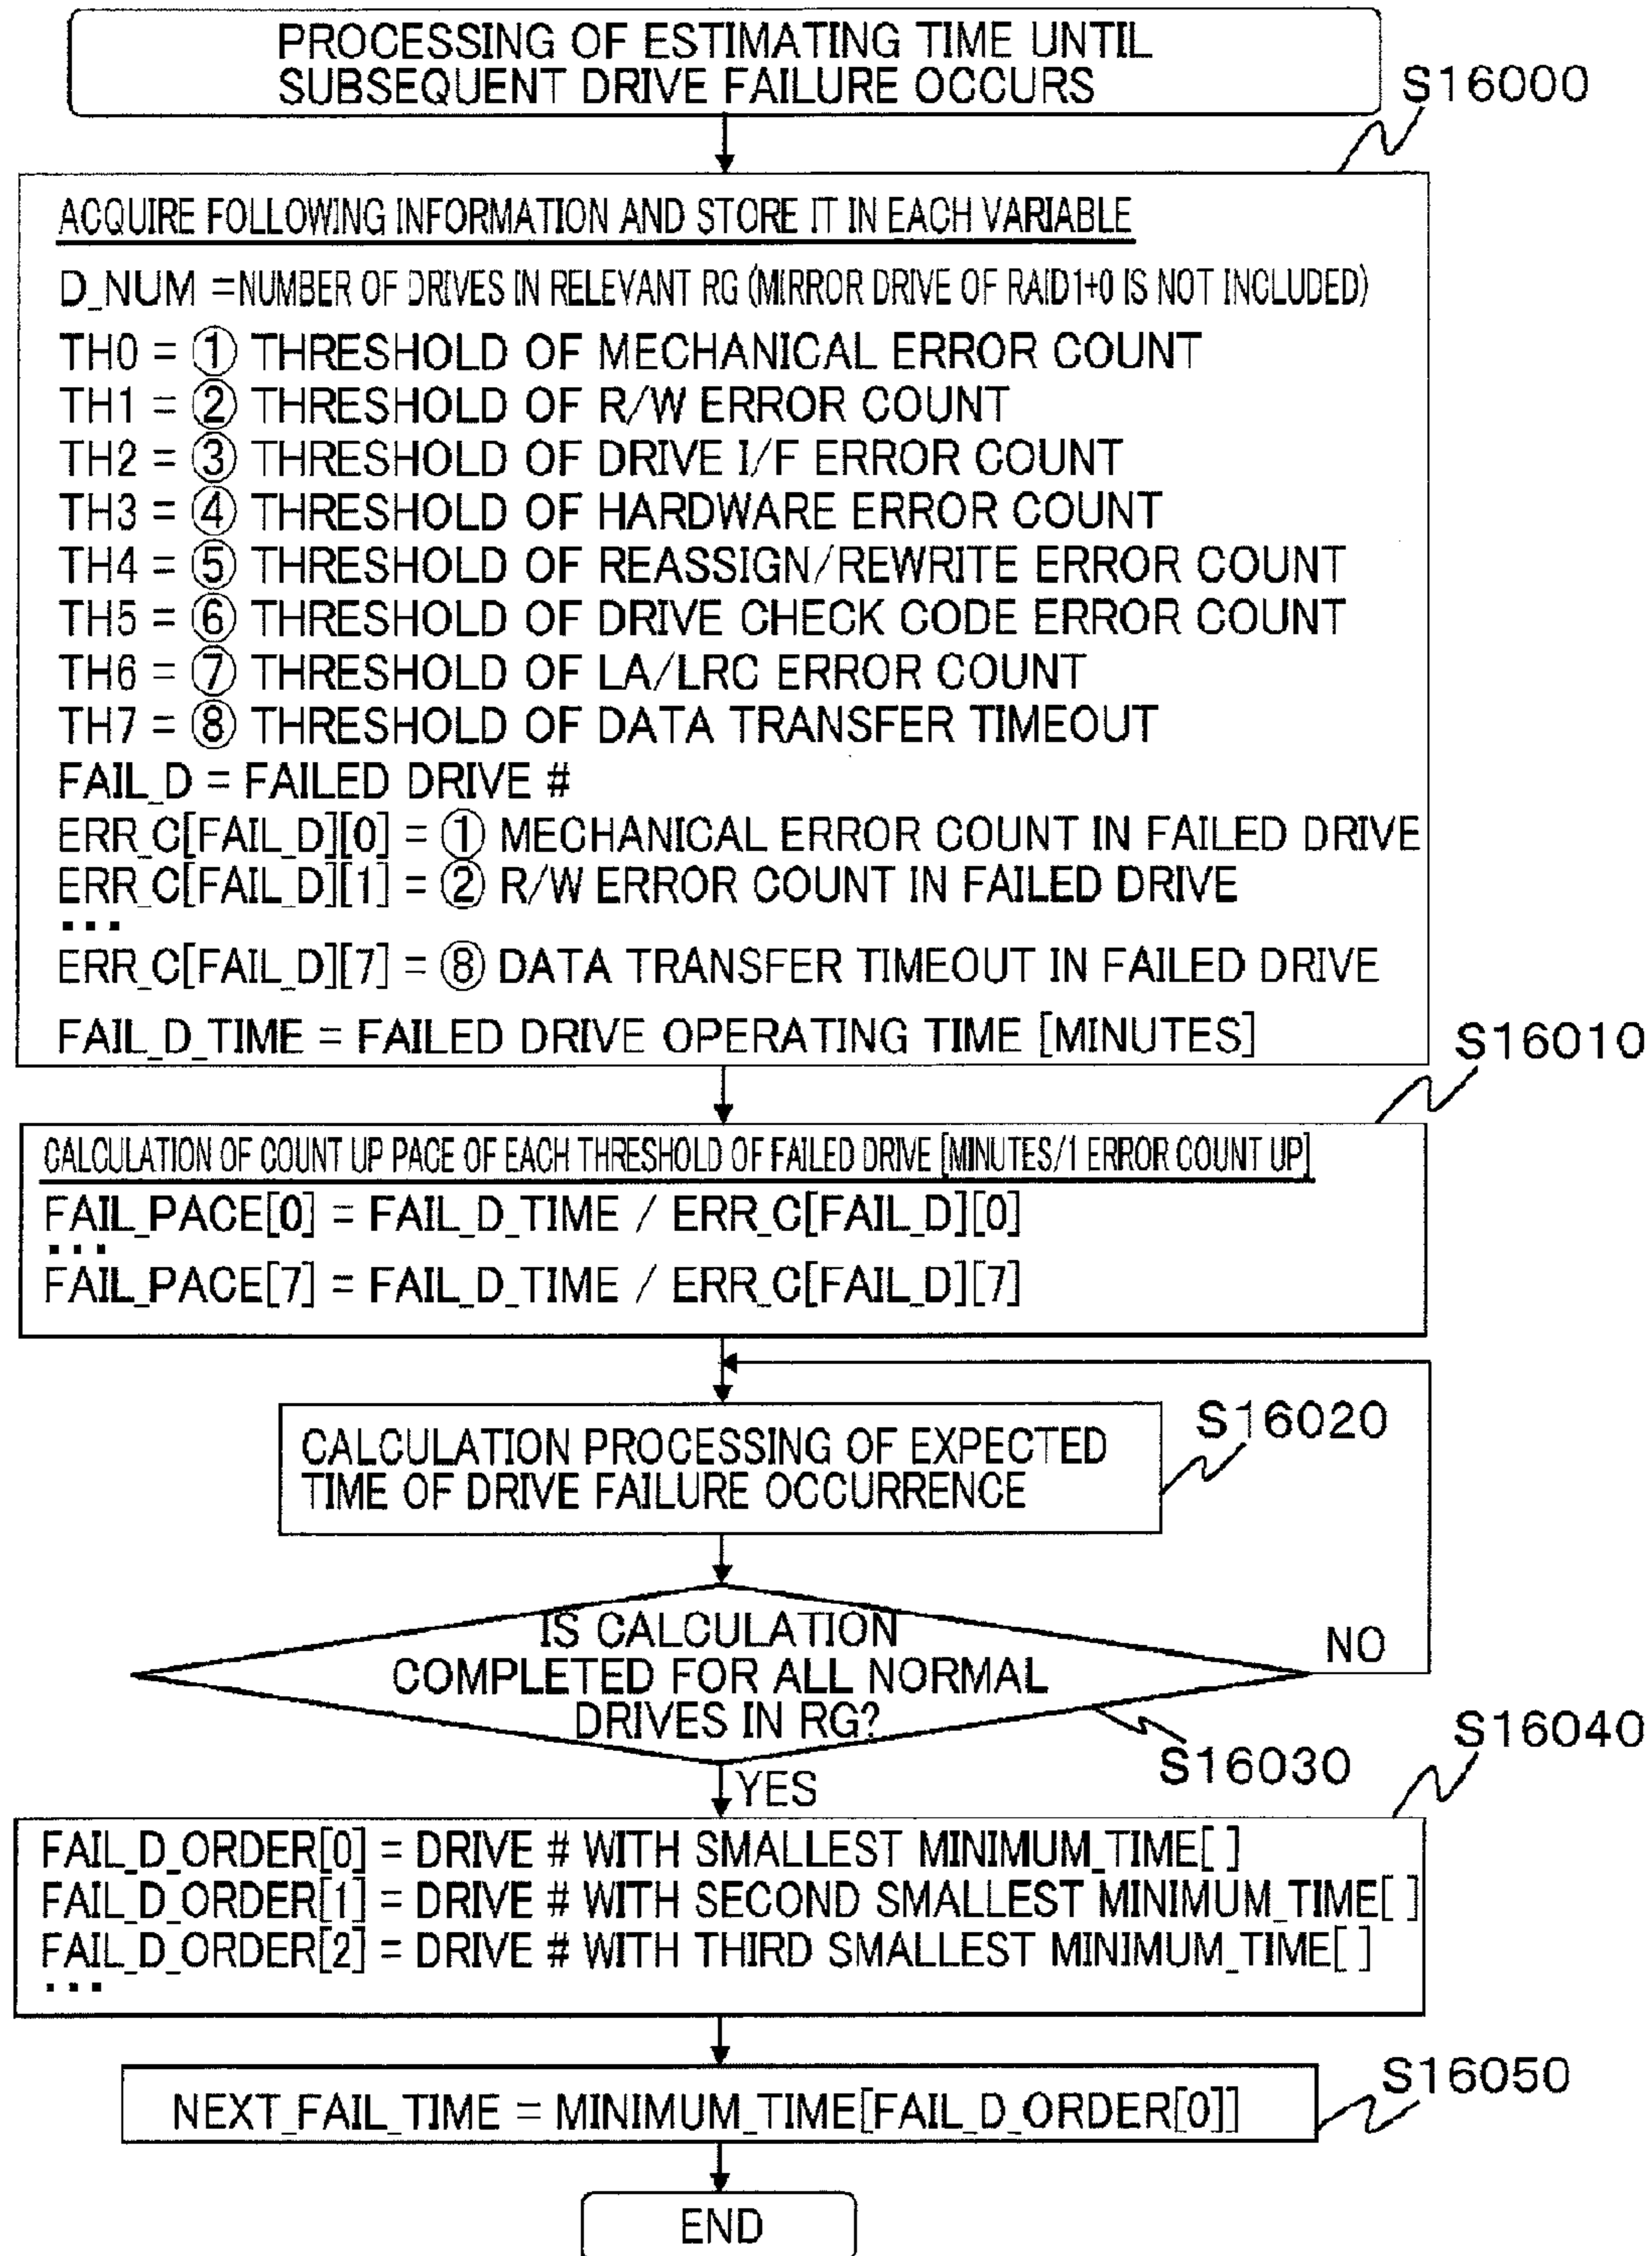 PROCESSING OF ESTIMATING TIME UNTIL
SUBSEQUENT DRIVE FAILURE OCCURS
S16000
ACQUIRE FOLLOWING INFORMATION AND STORE IT IN EACH VARIABLE
D_NUM =NUMBER OF DRIVES IN RELEVANT RG (MIRROR DRIVE OF RAID1+0 IS NOT INCLUDED)
TH0 = ① THRESHOLD OF MECHANICAL ERROR COUNT
TH1 = ② THRESHOLD OF R/W ERROR COUNT
TH2 = ③ THRESHOLD OF DRIVE I/F ERROR COUNT
TH3 = ④ THRESHOLD OF HARDWARE ERROR COUNT
TH4 = ⑤ THRESHOLD OF REASSIGN/REWRITE ERROR COUNT
TH5 = ⑥ THRESHOLD OF DRIVE CHECK CODE ERROR COUNT
TH6 = ⑦ THRESHOLD OF LA/LRC ERROR COUNT
TH7 = ⑧ THRESHOLD OF DATA TRANSFER TIMEOUT
FAIL_D = FAILED DRIVE #
ERR_C[FAIL_D][0] = ① MECHANICAL ERROR COUNT IN FAILED DRIVE
ERR_C[FAIL_D][1] = ② R/W ERROR COUNT IN FAILED DRIVE
...
ERR_C[FAIL_D][7] = ⑧ DATA TRANSFER TIMEOUT IN FAILED DRIVE
FAIL_D_TIME = FAILED DRIVE OPERATING TIME [MINUTES]
S16010
CALCULATION OF COUNT UP PACE OF EACH THRESHOLD OF FAILED DRIVE [MINUTES/1 ERROR COUNT UP]
FAIL_PACE[0] = FAIL_D_TIME / ERR_C[FAIL_D][0]
...
FAIL_PACE[7] = FAIL_D_TIME / ERR_C[FAIL_D][7]
S16020
CALCULATION PROCESSING OF EXPECTED
TIME OF DRIVE FAILURE OCCURRENCE
IS CALCULATION
COMPLETED FOR ALL NORMAL
DRIVES IN RG?
NO
S16030
YES
S16040
FAIL_D_ORDER[0] = DRIVE # WITH SMALLEST MINIMUM_TIME[ ]
FAIL_D_ORDER[1] = DRIVE # WITH SECOND SMALLEST MINIMUM_TIME[ ]
FAIL_D_ORDER[2] = DRIVE # WITH THIRD SMALLEST MINIMUM_TIME[ ]
...
S16050
NEXT_FAIL_TIME = MINIMUM_TIME[FAIL_D_ORDER[0]]
END